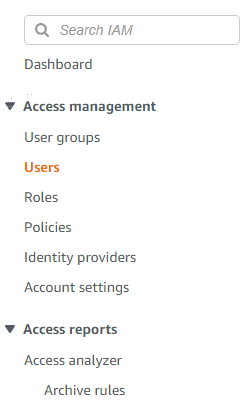 Search IAM
Dashboard
Access management
User groups
Users
Roles
Policies
Identity providers
Account settings
Access reports
Access analyzer
Archive rules